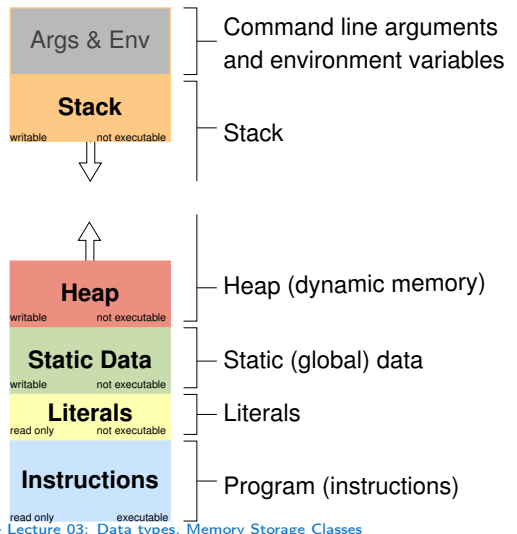 Args & Env
Command line arguments
and environment variables
Stack
writable not executable
Stack
Heap
writable not executable
Heap (dynamic memory)
Static Data
writable not executable
Static (global) data
Literals
read only not executable
Literals
Instructions
read only executable
Program (instructions)
Lecture 03: Data types, Memory Storage Classes